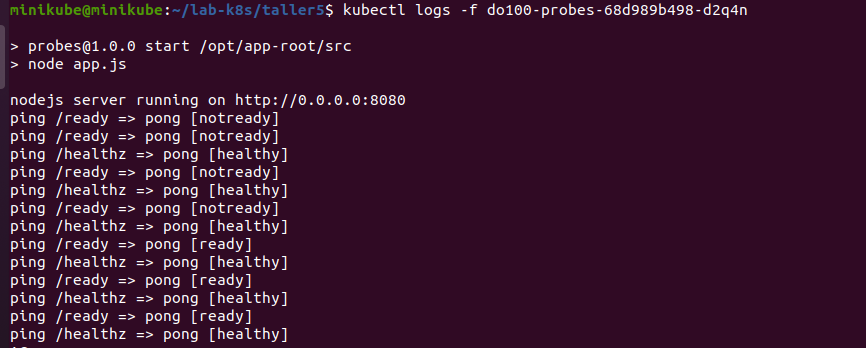 minikube@minikube:~/lab-k8s/taller5$ kubectl logs -f do100-probes-68d989b498-d2q4n
> probes@1.0.0 start /opt/app-root/src
> node app.js
nodejs server running on http://0.0.0.0:8080
ping /ready => pong [notready]
ping /ready => pong [notready]
ping /healthz => pong [healthy]
ping /ready => pong [notready]
ping /healthz => pong [healthy]
ping /ready => pong [notready]
ping /healthz => pong [healthy]
ping /ready => pong [ready]
ping /healthz => pong [healthy]
ping /ready => pong [ready]
ping /healthz => pong [healthy]
ping /ready => pong [ready]
ping /healthz => pong [healthy]